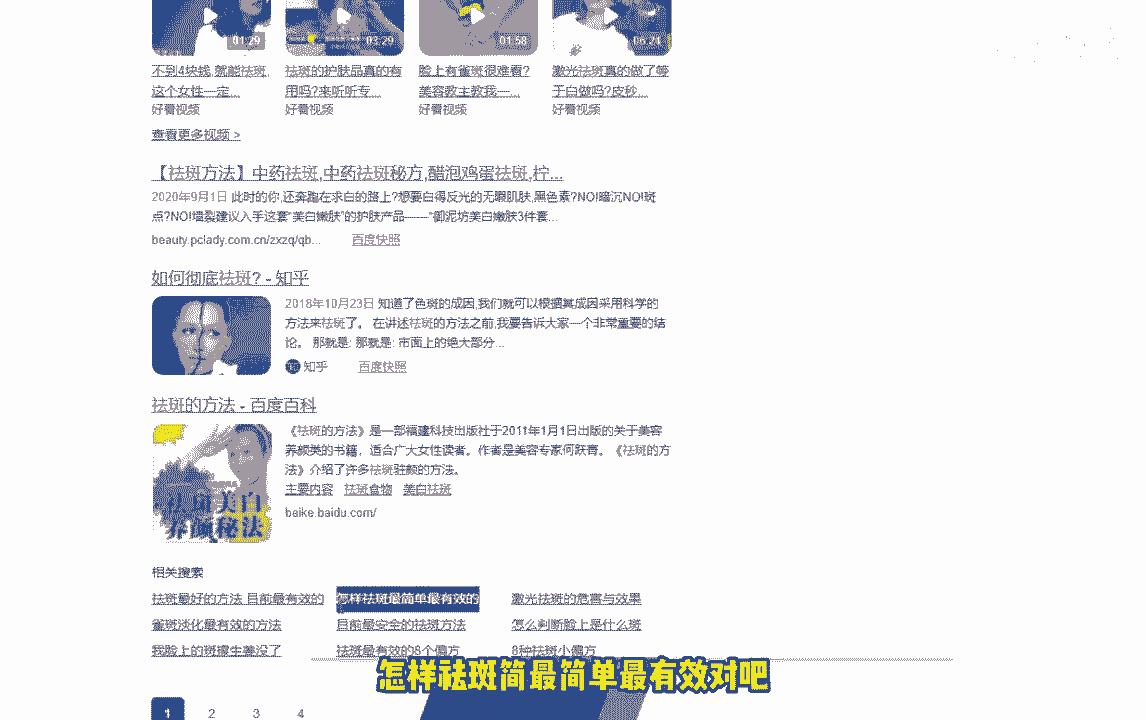 01:29
03:29
01:58
06:24
不到4块钱,就能祛斑,
这个女性一定...
好看视频
祛斑的护肤品真的有
用吗?来听听专...
好看视频
脸上有雀斑很难看?
美容教主教我一...
好看视频
激光祛斑真的做了等
于白做吗?皮秒...
好看视频
查看更多视频 >
【祛斑方法】中药祛斑,中药祛斑秘方,醋泡鸡蛋祛斑,柠...
2020年9月1日 此时的你,还奔跑在求白的路上?想要白得反光的无暇肌肤,黑色素?NO!暗沉NO!斑
点?NO!墙裂建议入手这套"美白嫩肤"的护肤产品——"御泥坊美白嫩肤3件套...
beauty.pclady.com.cn/zxzq/qb... 百度快照
如何彻底祛斑? - 知乎
2018年10月23日 知道了色斑的成因,我们就可以根据其成因采用科学的
方法来祛斑了。 在讲述祛斑的方法之前,我要告诉大家一个非常重要的结
论。 那就是: 那就是: 市面上的绝大部分...
知乎 百度快照
祛斑的方法 - 百度百科
祛斑美白
养颜秘法
《祛斑的方法》是一部福建科技出版社于2011年1月1日出版的关于美容
养颜类的书籍，适合广大女性读者。作者是美容专家何跃青。《祛斑的方
法》介绍了许多祛斑驻颜的方法。
主要内容 祛斑食物 美白祛斑
baike.baidu.com/
相关搜索
祛斑最好的方法 目前最有效的 怎样祛斑最简单最有效的 激光祛斑的危害与效果
雀斑淡化最有效的方法 目前最安全的祛斑方法 怎么判断脸上是什么斑
我脸上的斑擦生姜没了 祛斑最有效的8个偏方 8种祛斑小偏方
怎样祛斑简最简单最有效对吧
1 2 3 4